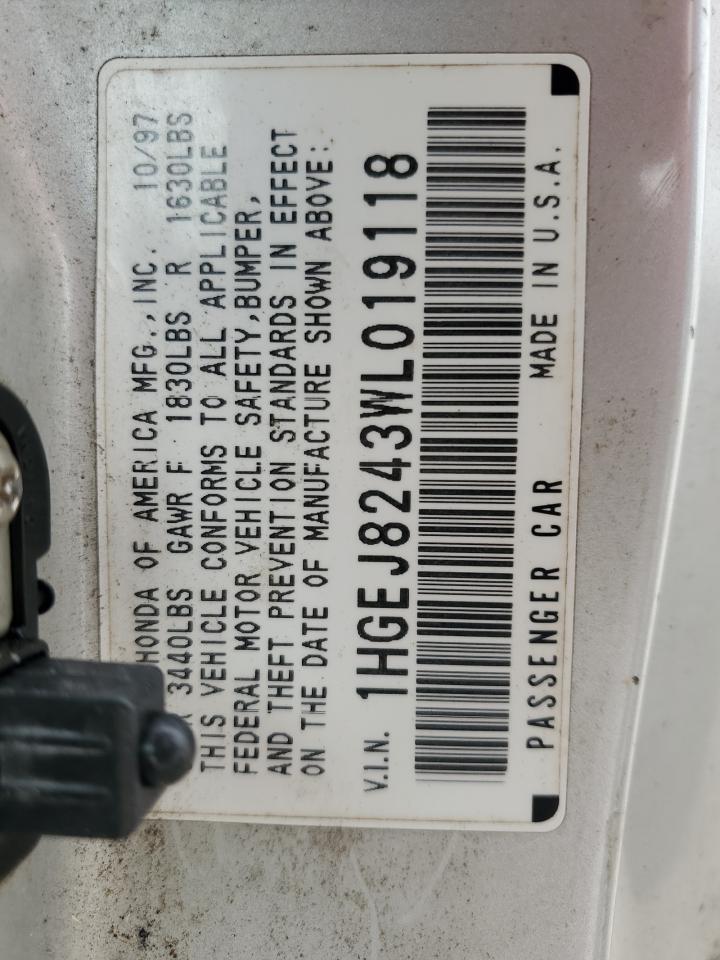 HONDA OF AMERICA MFG., INC. 10/97
3440LBS GAWR F 1830LBS R 1630LBS
THIS VEHICLE CONFORMS TO ALL APPLICABLE
FEDERAL MOTOR VEHICLE SAFETY, BUMPER,
AND THEFT PREVENTION STANDARDS IN EFFECT
ON THE DATE OF MANUFACTURE SHOWN ABOVE:
V.I.N. 1HGEJ8243WL019118
PASSENGER CAR MADE IN U.S.A.